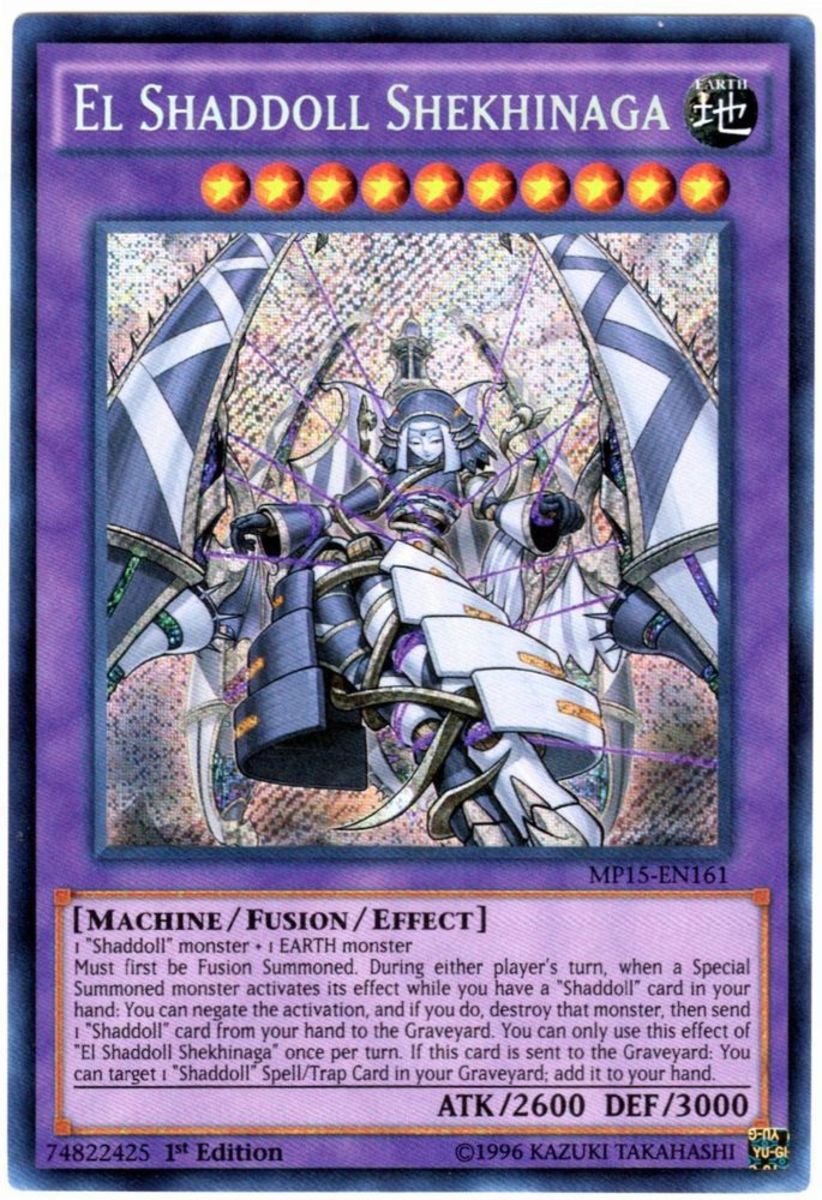 El Shaddoll Shekhinaga
EARTH
地
MP15-EN161
[Machine/Fusion/Effect]
1 "Shaddoll" monster + 1 EARTH monster
Must first be Fusion Summoned. During either player's turn, when a Special
Summoned monster activates its effect while you have a "Shaddoll" card in your
hand: You can negate the activation, and if you do, destroy that monster, then send
1 "Shaddoll" card from your hand to the Graveyard. You can only use this effect of
"El Shaddoll Shekhinaga" once per turn. If this card is sent to the Graveyard: You
can target 1 "Shaddoll" Spell/Trap Card in your Graveyard; add it to your hand.
ATK/2600 DEF/3000
74822425 1st Edition ©1996 KAZUKI TAKAHASHI
YU-GI